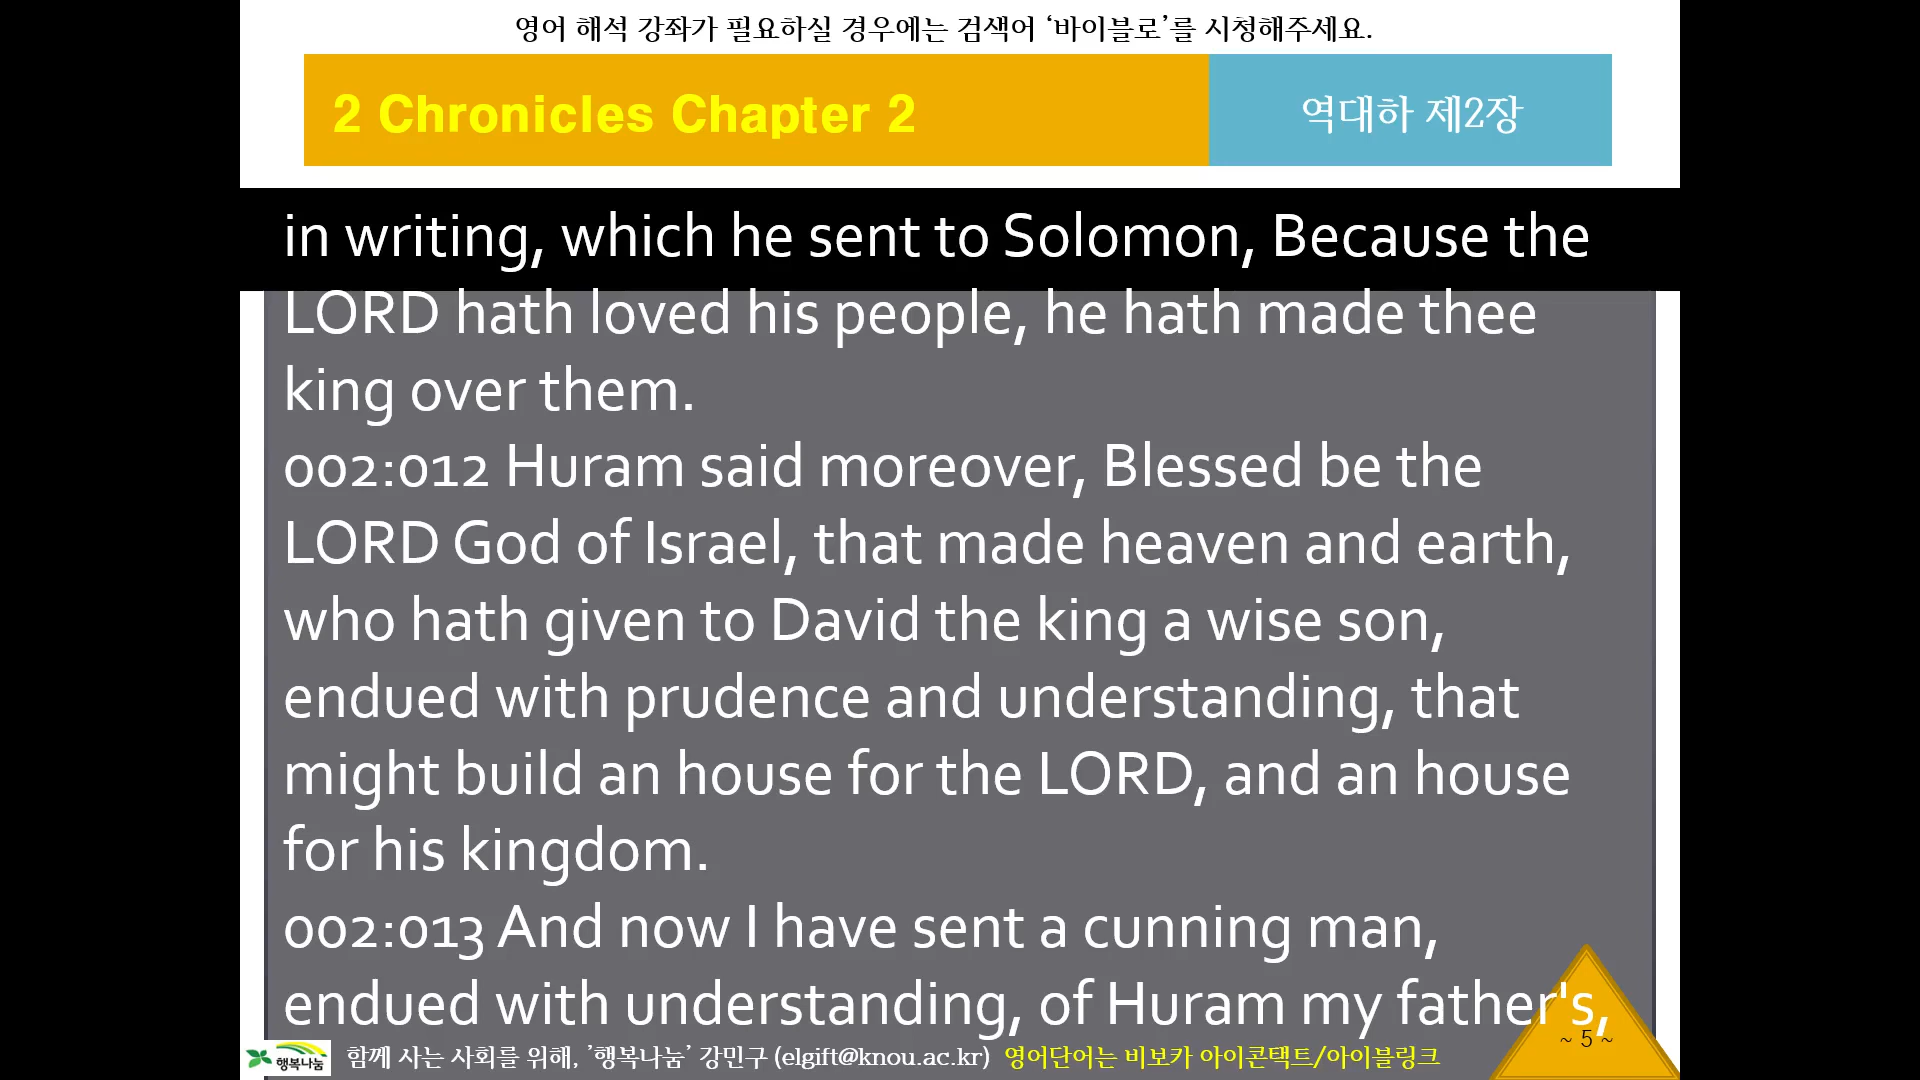 영어 해석 강좌가 필요하실 경우에는 검색어 ‘바이블로’를 시청해주세요.
2 Chronicles Chapter 2
역대하 제2장
in writing, which he sent to Solomon, Because the
LORD hath loved his people, he hath made thee
king over them.
002:012 Huram said moreover, Blessed be the
LORD God of Israel, that made heaven and earth,
who hath given to David the king a wise son,
endued with prudence and understanding, that
might build an house for the LORD, and an house
for his kingdom.
002:013 And now I have sent a cunning man,
endued with understanding, of Huram my father's,
~ 5 ~
행복나눔
함께 사는 사회를 위해, ’행복나눔’ 강민구 (elgift@knou.ac.kr) 영어단어는 비보카 아이콘택트/아이블링크